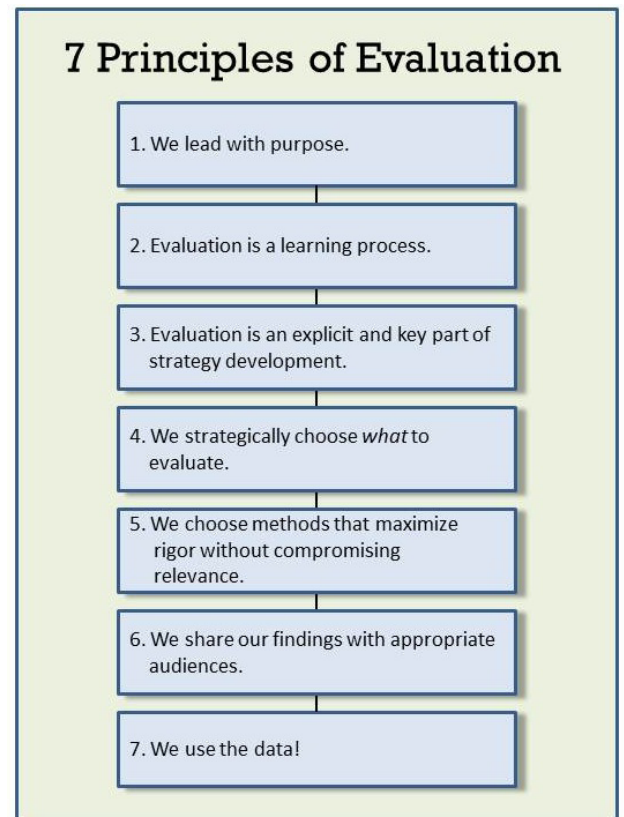 7 Principles of Evaluation
1. We lead with purpose.
2. Evaluation is a learning process.
3. Evaluation is an explicit and key part of
strategy development.
4. We strategically choose what to
evaluate.
5. We choose methods that maximize
rigor without compromising
relevance.
6. We share our findings with appropriate
audiences.
7. We use the data!